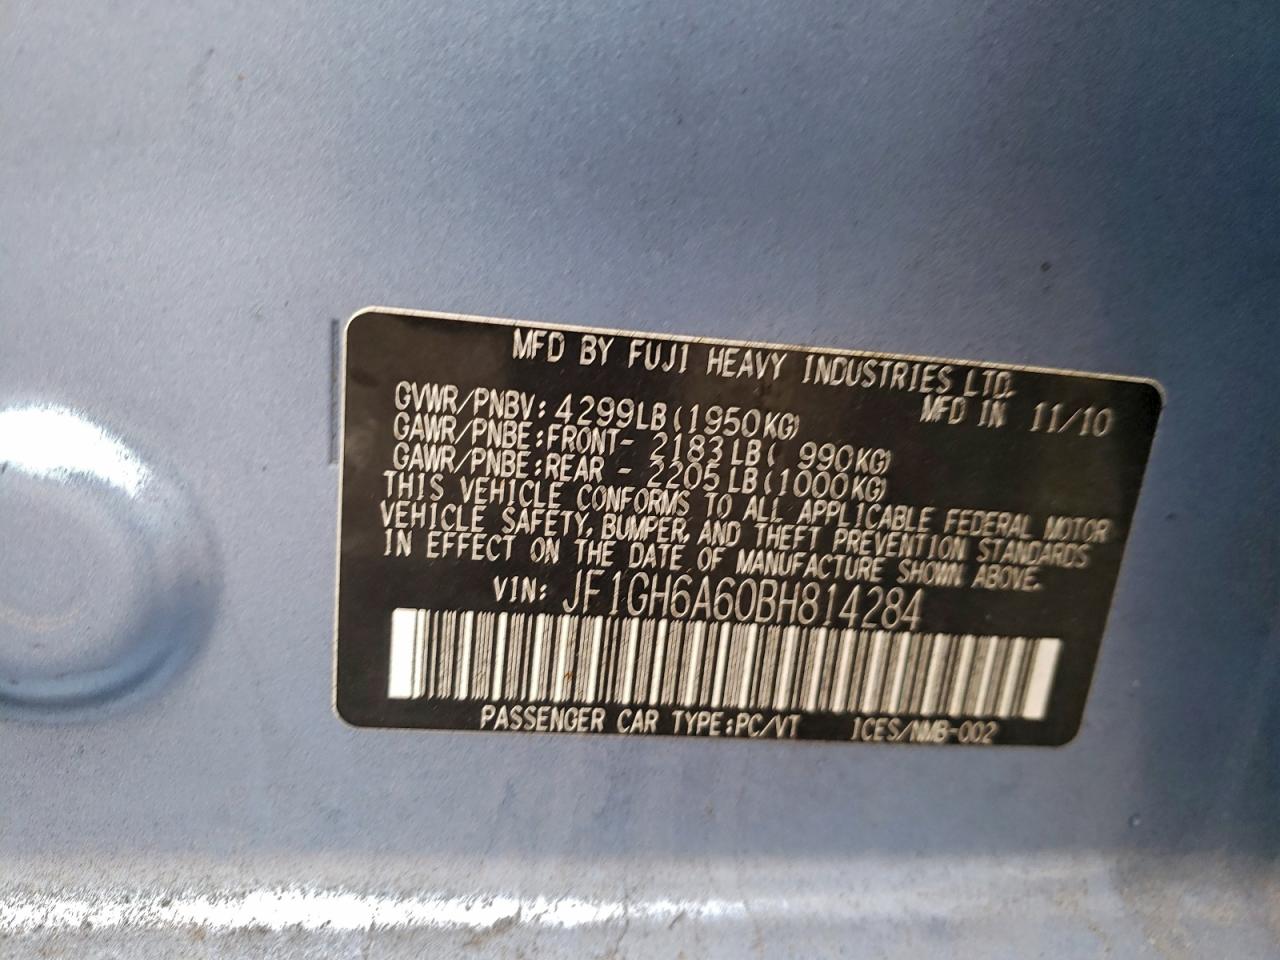 MFD BY FUJI HEAVY INDUSTRIES LTD.
MFD IN 11/10
GVWR/PNBV: 4299LB(1950KG)
GAWR/PNBE:FRONT- 2183LB( 990KG)
GAWR/PNBE:REAR - 2205LB(1000KG)
THIS VEHICLE CONFORMS TO ALL APPLICABLE FEDERAL MOTOR
VEHICLE SAFETY, BUMPER, AND THEFT PREVENTION STANDARDS
IN EFFECT ON THE DATE OF MANUFACTURE SHOWN ABOVE.
VIN: JF1GH6A60BH814284
PASSENGER CAR TYPE:PC/VT ICES/NMB-002